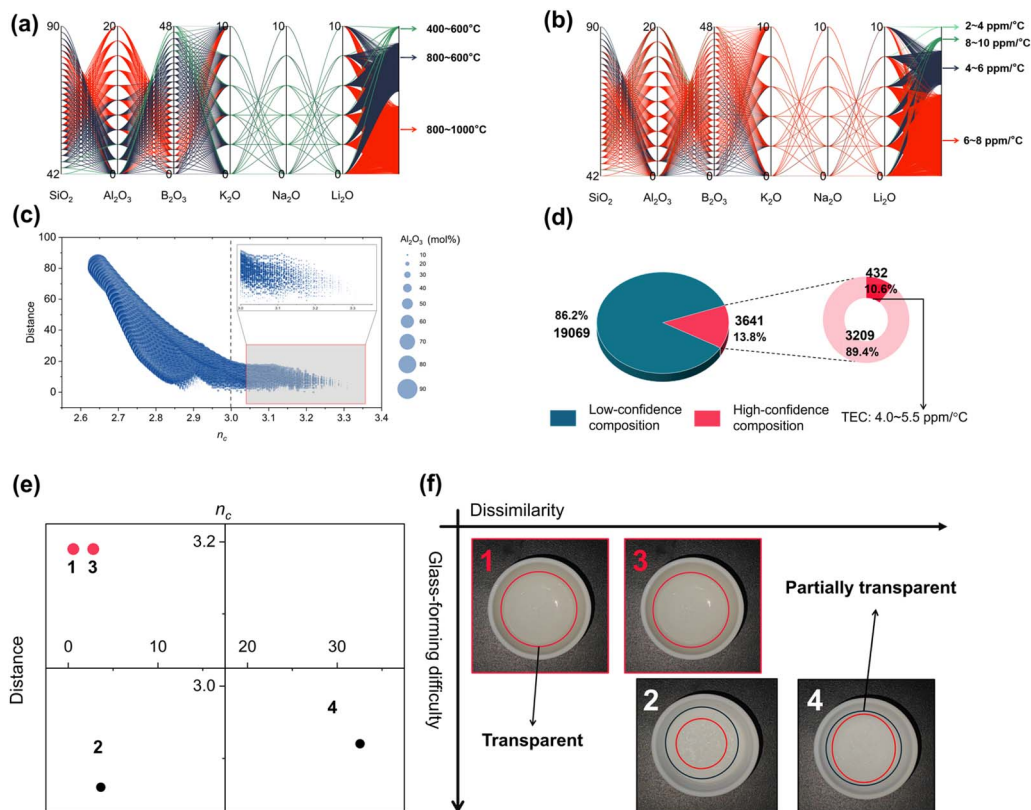 (a)
90
20
48
10
10
10
400~600°C
800~600°C
800~1000°C
42
0
0
0
0
0
SiO₂
Al₂O₃
B₂O₃
K₂O
Na₂O
Li₂O
(b)
90
20
48
10
10
10
2~4 ppm/°C
8~10 ppm/°C
4~6 ppm/°C
6~8 ppm/°C
42
0
0
0
0
0
SiO₂
Al₂O₃
B₂O₃
K₂O
Na₂O
Li₂O
(c)
100
80
60
40
20
0
Distance
2.6 2.7 2.8 2.9 3.0 3.1 3.2 3.3 3.4
n_c
Al₂O₃ (mol%)
10
20
30
40
50
60
70
80
90
(d)
86.2%
19069
3641
13.8%
432
10.6%
3209
89.4%
Low-confidence
composition
High-confidence
composition
TEC: 4.0~5.5 ppm/°C
(e)
n_c
3.2
1 3
0 10 20 30
Distance
3.0
4
2
(f)
Dissimilarity
Glass-forming difficulty
1
3
Partially transparent
2
4
Transparent